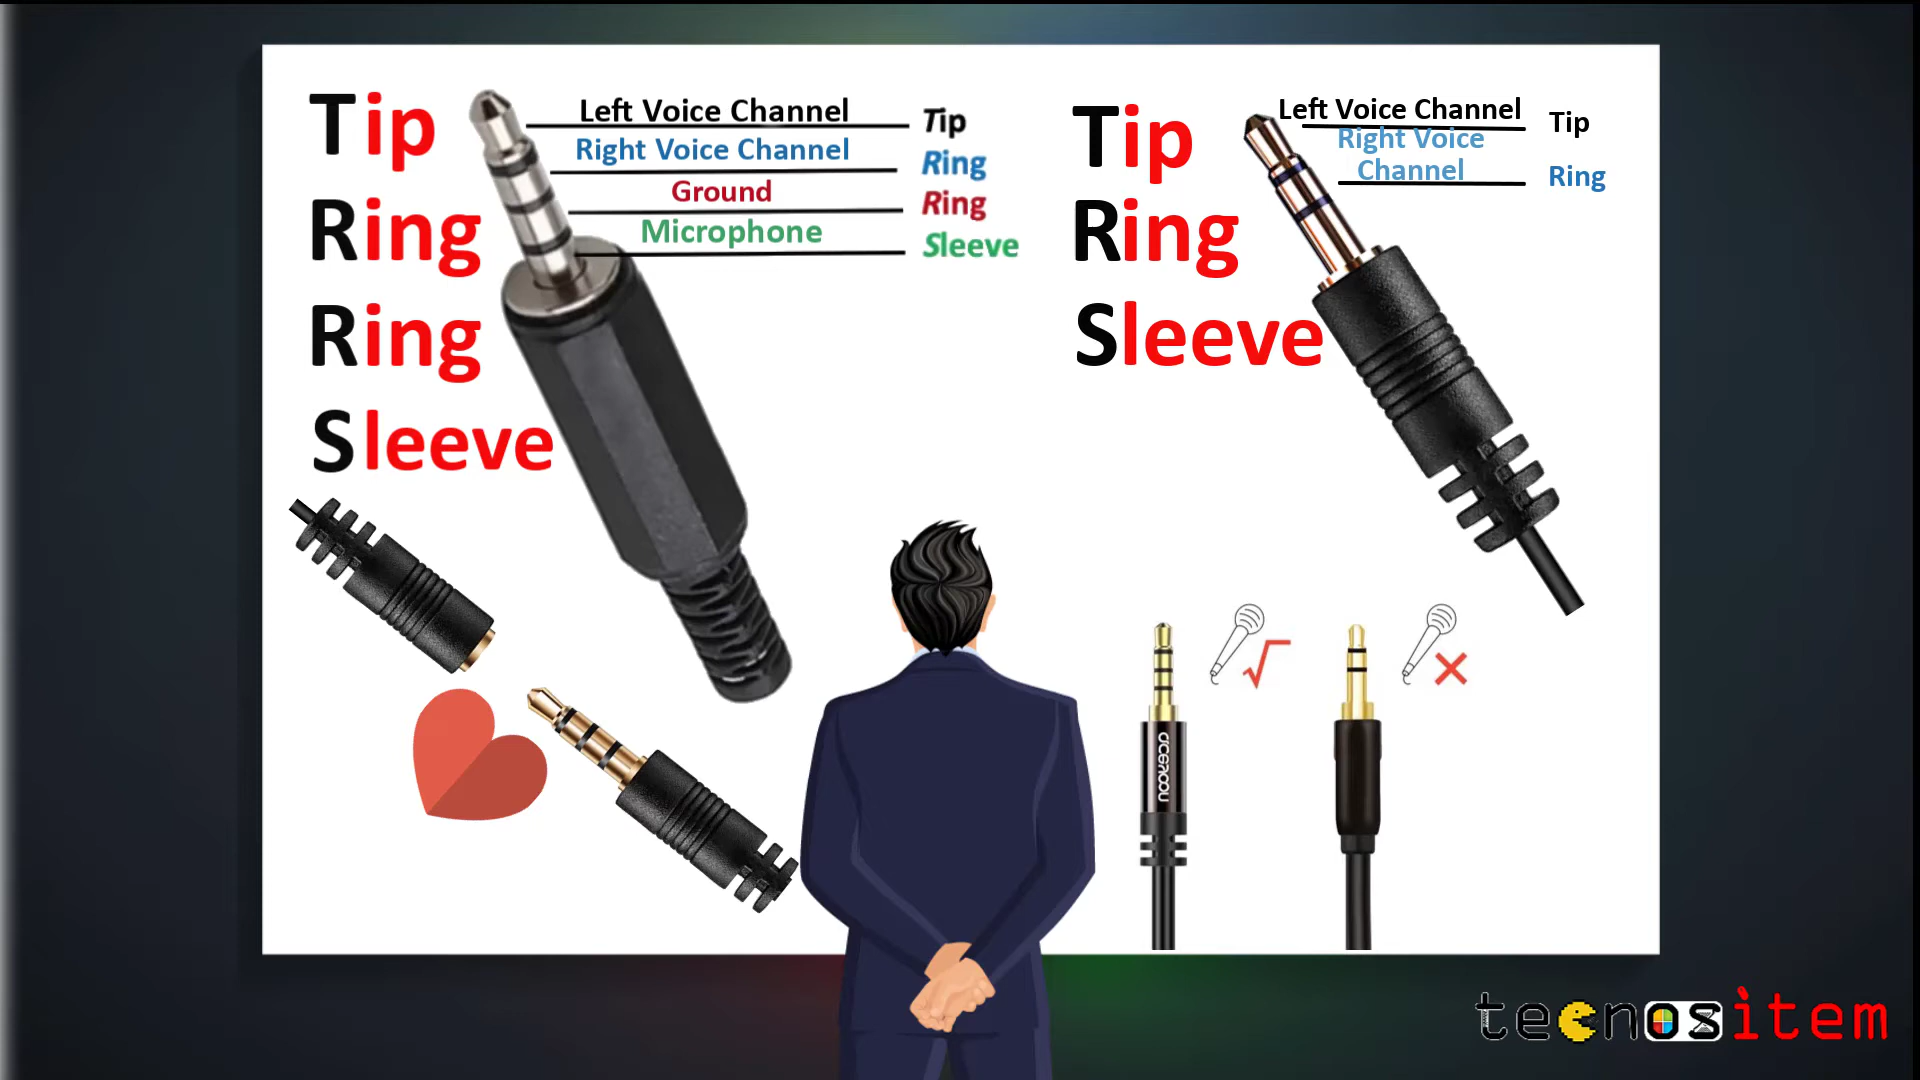 Tip
Ring
Ring
Sleeve
Left Voice Channel
Right Voice Channel
Ground
Microphone
Tip
Ring
Ring
Sleeve
Tip
Ring
Sleeve
Left Voice Channel
Right Voice
Channel
Tip
Ring
tecnositem